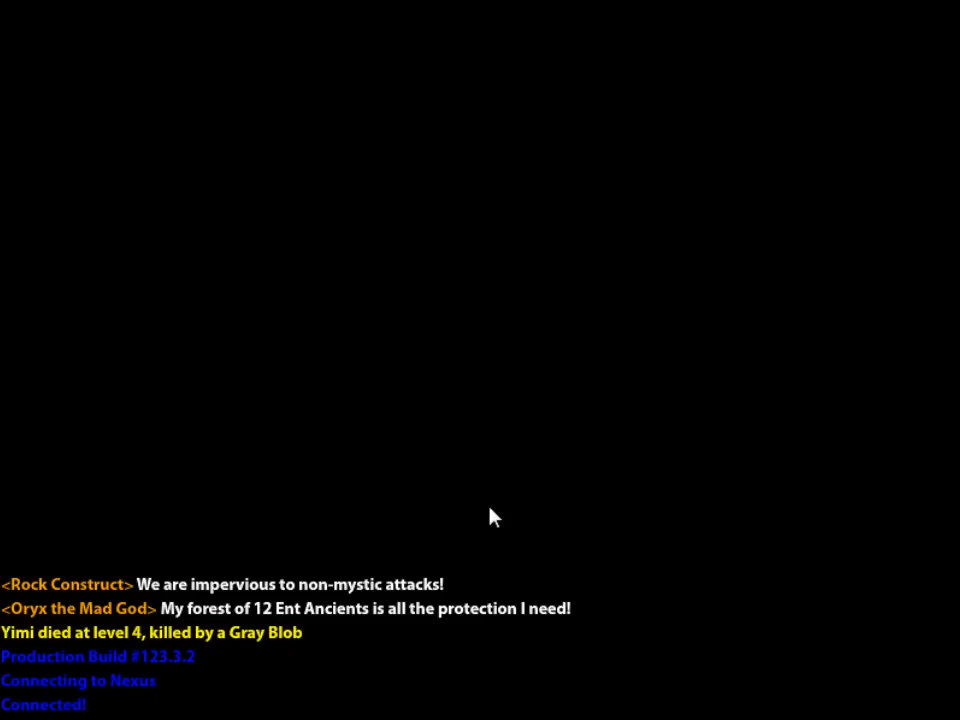 <Rock Construct> We are impervious to non-mystic attacks!
<Oryx the Mad God> My forest of 12 Ent Ancients is all the protection I need!
Yimi died at level 4, killed by a Gray Blob
Production Build #123.3.2
Connecting to Nexus
Connected!